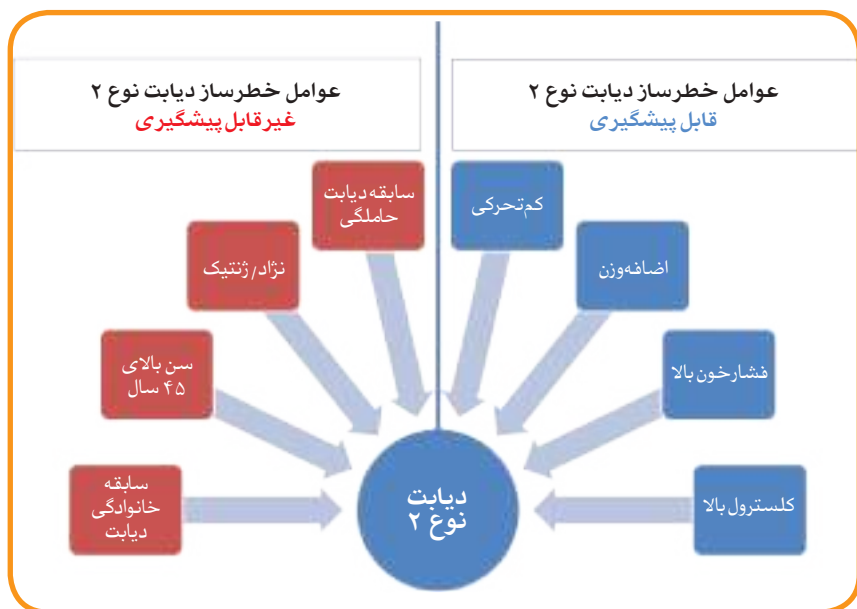 عوامل خطرساز دیابت نوع ۲
قابل پیشگیری
عوامل خطرساز دیابت نوع ۲
غیرقابل پیشگیری
کم‌تحرکی
اضافه‌وزن
فشارخون بالا
کلسترول بالا
سابقه دیابت
حاملگی
نژاد/ژنتیک
سن بالای
۴۵ سال
سابقه
خانوادگی
دیابت
دیابت
نوع ۲